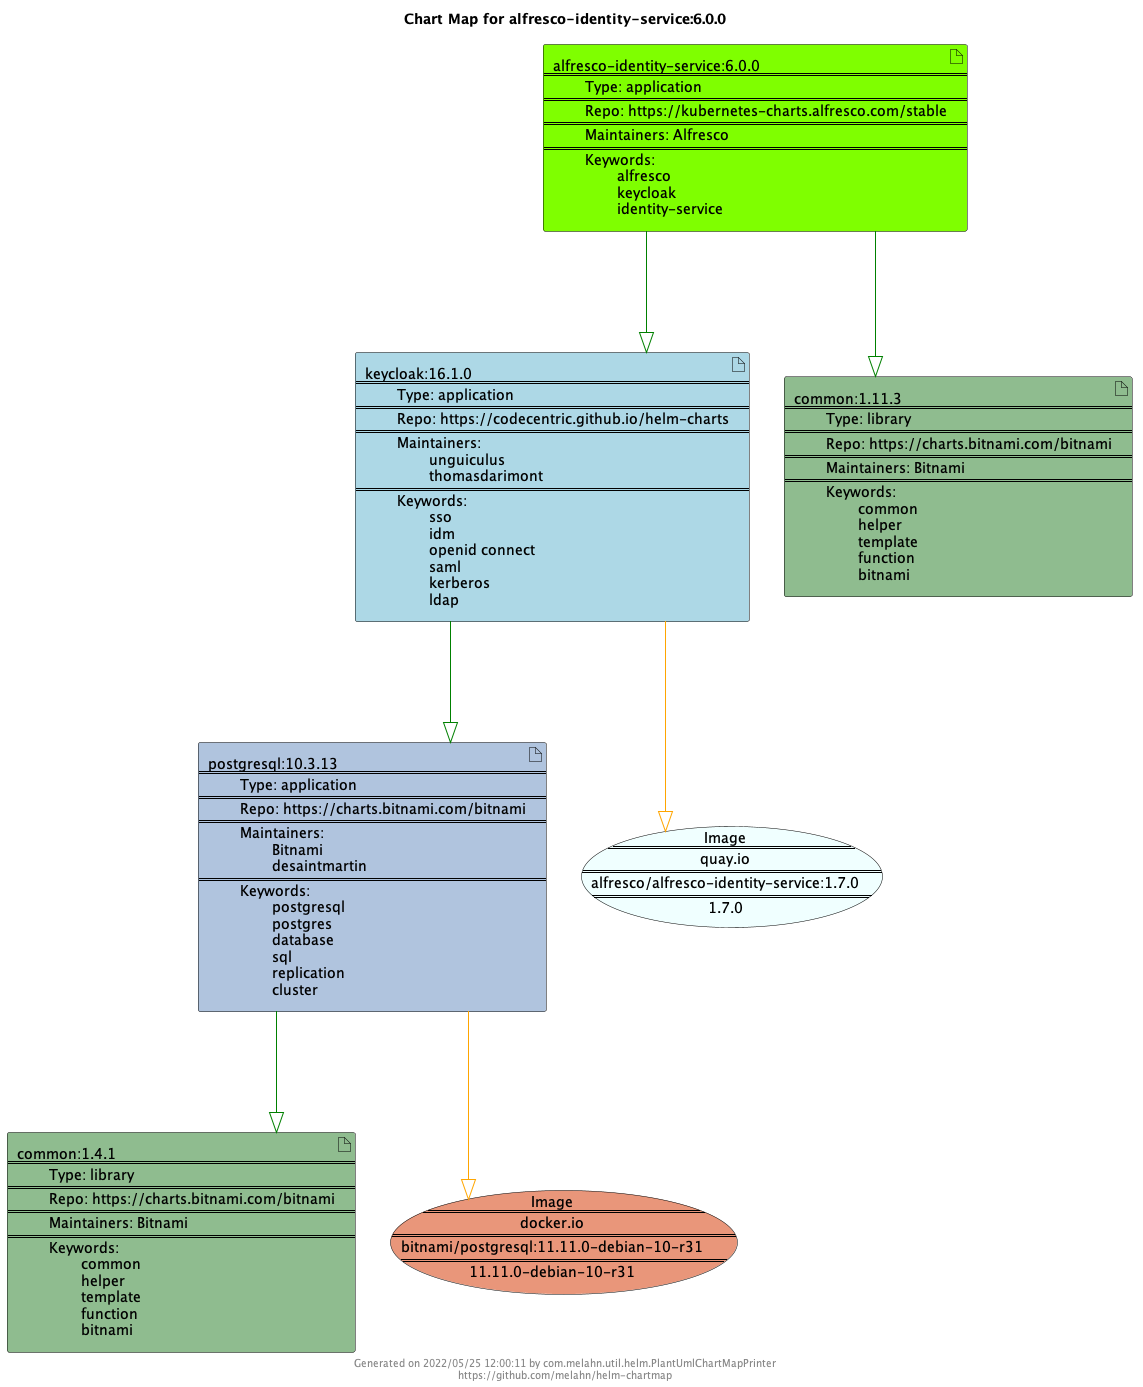 Chart Map for alfresco-identity-service:6.0.0
alfresco-identity-service:6.0.0
Type: application
Repo: https://kubernetes-charts.alfresco.com/stable
Maintainers: Alfresco
Keywords:
alfresco
keycloak
identity-service
keycloak:16.1.0
Type: application
Repo: https://codecentric.github.io/helm-charts
Maintainers:
unguiculus
thomasdarimont
Keywords:
sso
idm
openid connect
saml
kerberos
ldap
common:1.11.3
Type: library
Repo: https://charts.bitnami.com/bitnami
Maintainers: Bitnami
Keywords:
common
helper
template
function
bitnami
postgresql:10.3.13
Type: application
Repo: https://charts.bitnami.com/bitnami
Maintainers:
Bitnami
desaintmartin
Keywords:
postgresql
postgres
database
sql
replication
cluster
Image
quay.io
alfresco/alfresco-identity-service:1.7.0
1.7.0
common:1.4.1
Type: library
Repo: https://charts.bitnami.com/bitnami
Maintainers: Bitnami
Keywords:
common
helper
template
function
bitnami
Image
docker.io
bitnami/postgresql:11.11.0-debian-10-r31
11.11.0-debian-10-r31
Generated on 2022/05/25 12:00:11 by com.melahn.util.helm.PlantUmlChartMapPrinter
https://github.com/melahn/helm-chartmap